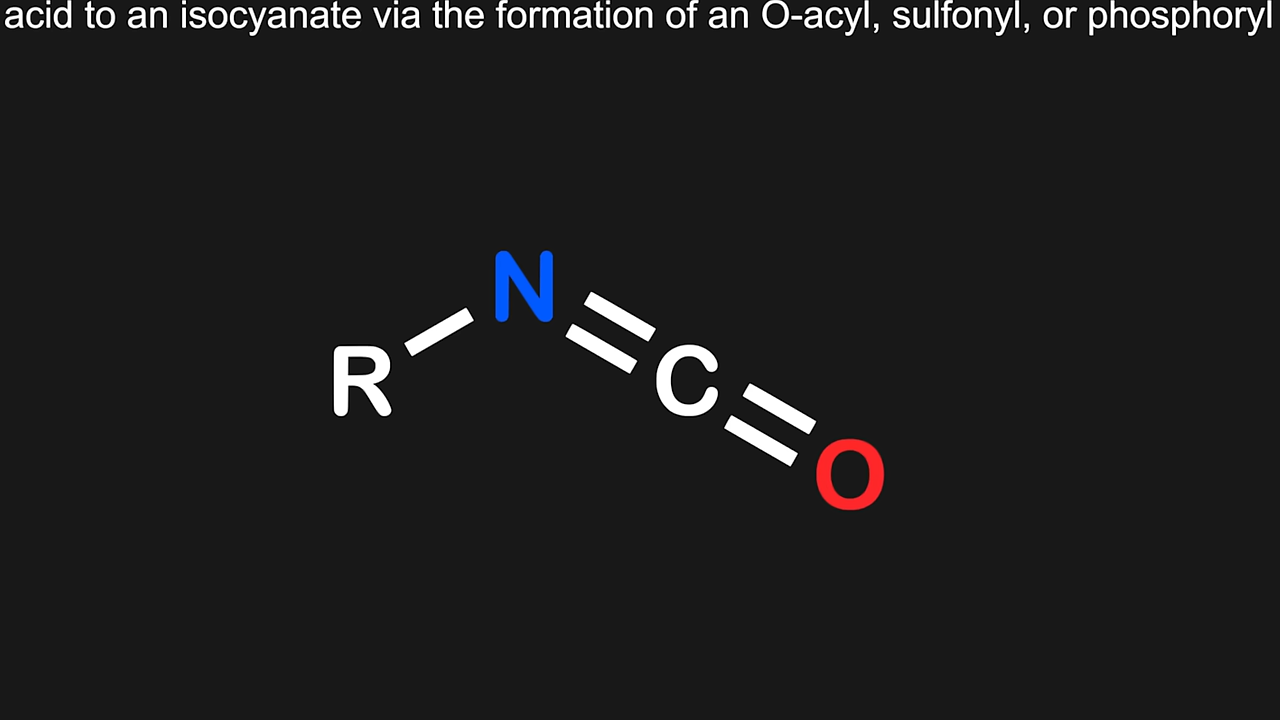 acid to an isocyanate via the formation of an O-acyl, sulfonyl, or phosphoryl
N
R
C
O